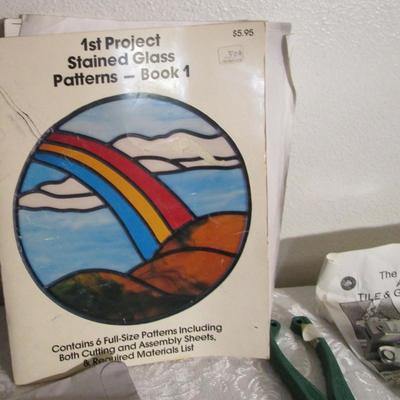 1st Project
Stained Glass
Patterns — Book 1
$5.95
Contains 6 Full-Size Patterns Including
Both Cutting and Assembly Sheets,
& Required Materials List
The
TILE & G